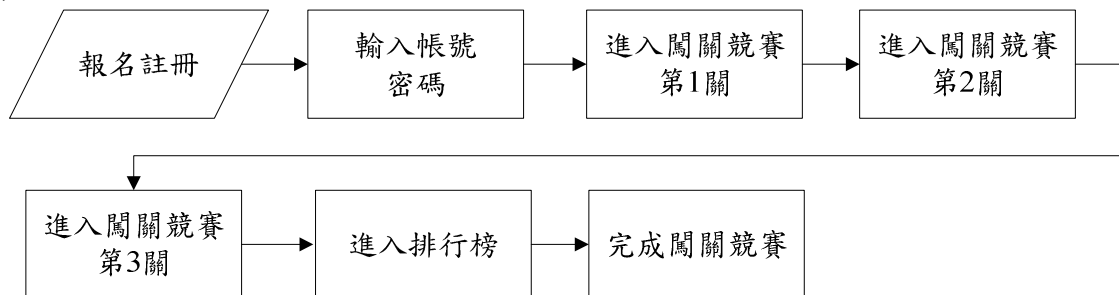 報名註冊
輸入帳號
密碼
進入闖關競賽
第1關
進入闖關競賽
第2關
進入闖關競賽
第3關
進入排行榜
完成闖關競賽